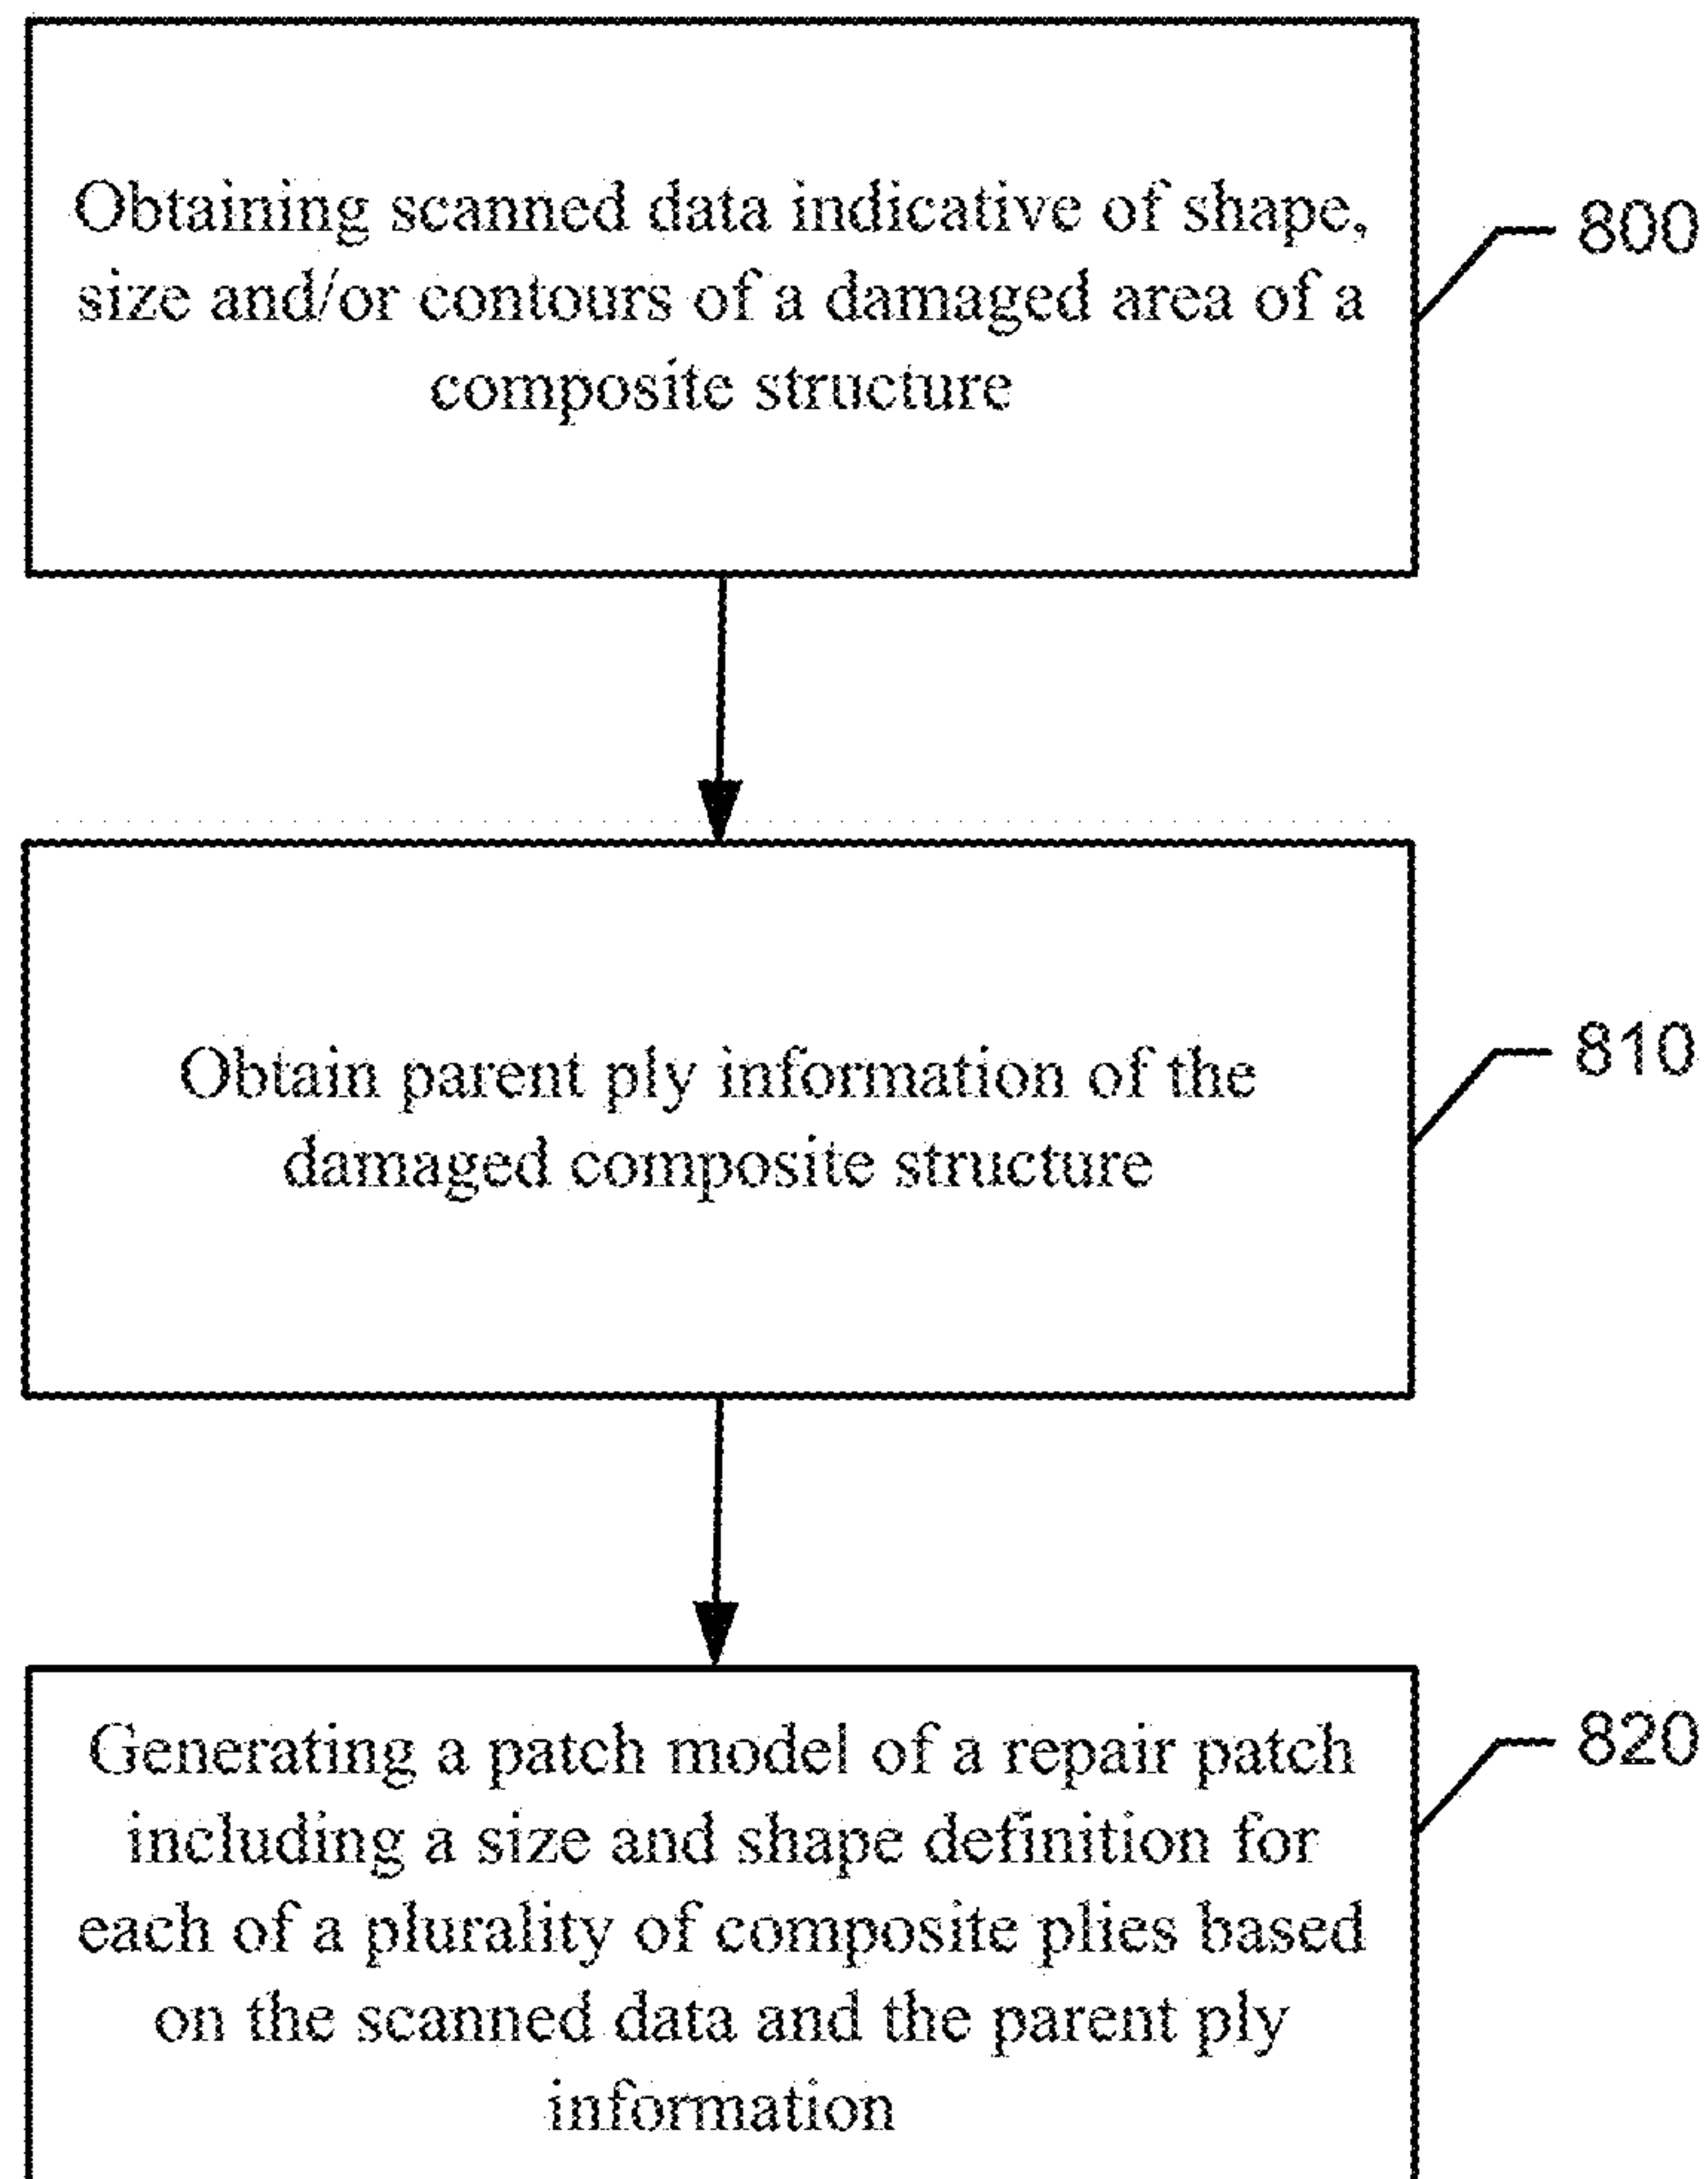 Obtaining scanned data indicative of shape,
size and/or contours of a damaged area of a
composite structure
800
Obtain parent ply information of the
damaged composite structure
810
Generating a patch model of a repair patch
including a size and shape definition for
each of a plurality of composite plies based
on the scanned data and the parent ply
information
820